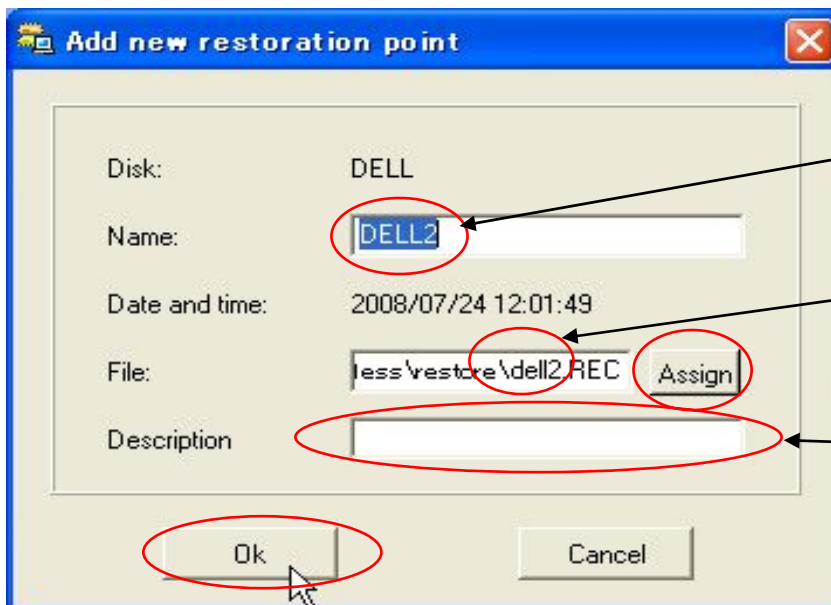 Add new restoration point
Disk: DELL
Name: DELL2
Date and time: 2008/07/24 12:01:49
File: less\restore\dell2.REC Assign
Description
Ok Cancel